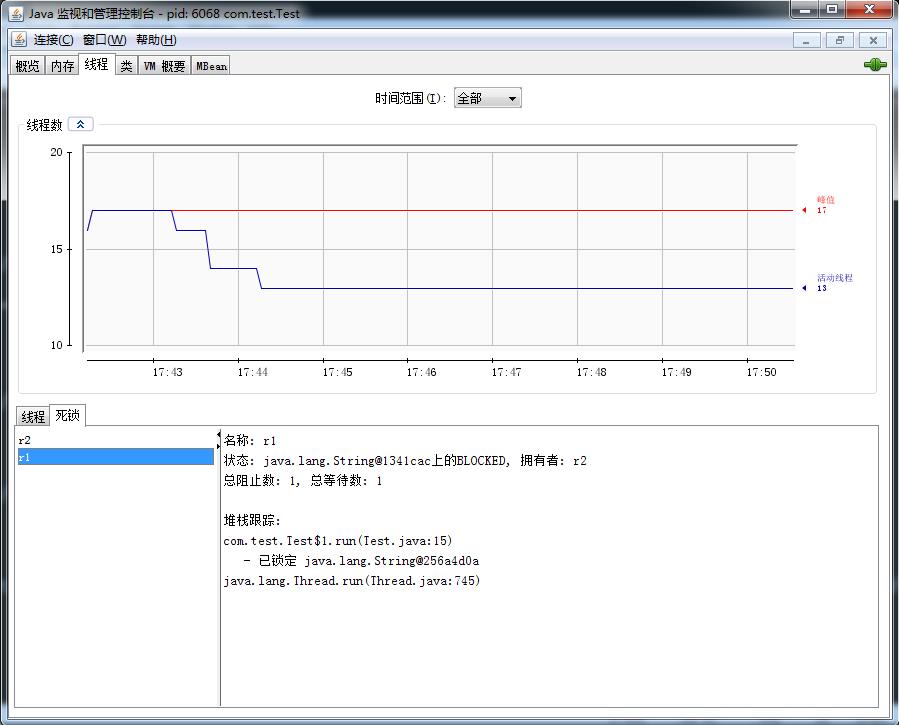 Java 监视和管理控制台 - pid: 6068 com.test.Test
连接(C) 窗口(W) 帮助(H)
概览 内存 线程 类 VM 概要 MBean
时间范围(I): 全部
线程数
20
峰值
17
15
活动线程
13
10
17:43 17:44 17:45 17:46 17:47 17:48 17:49 17:50
线程 死锁
r2
r1
名称: r1
状态: java.lang.String@1341cac上的BLOCKED, 拥有者: r2
总阻止数: 1, 总等待数: 1
堆栈跟踪:
com.test.Test$1.run(Test.java:15)
- 已锁定 java.lang.String@256a4d0a
java.lang.Thread.run(Thread.java:745)